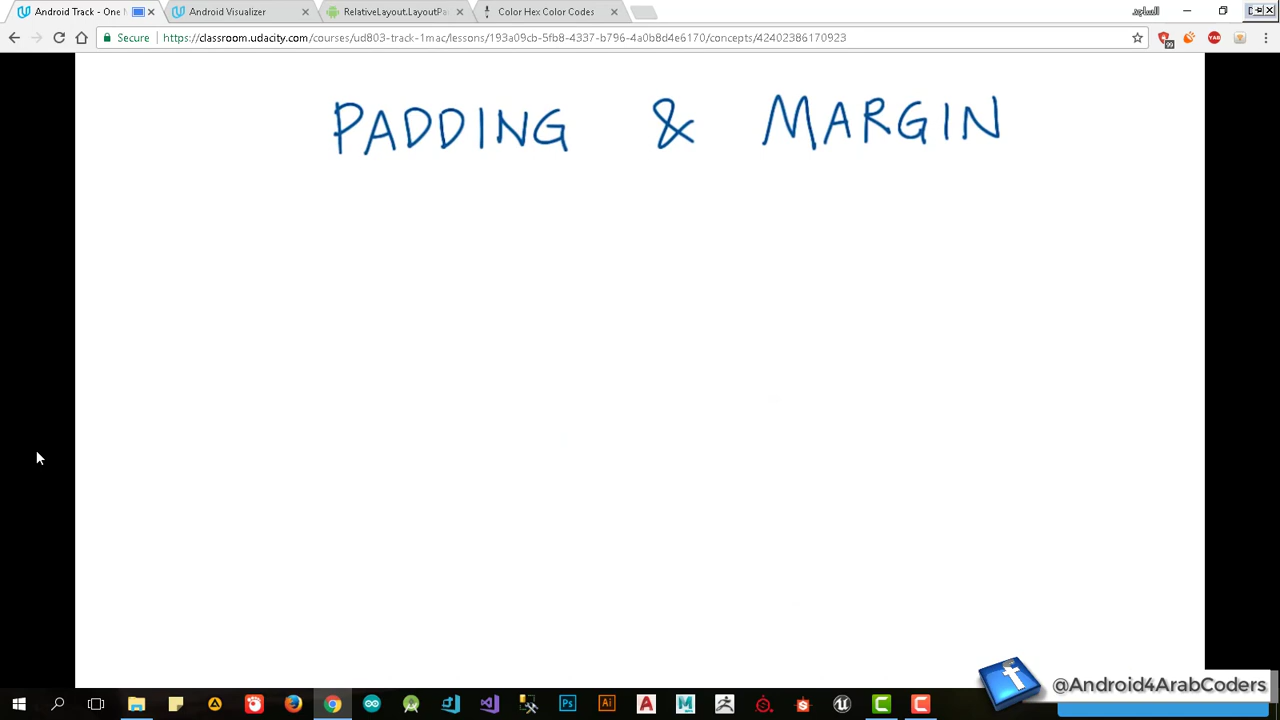 Android Track - One M
Android Visualizer
RelativeLayout.LayoutPa
Color Hex Color Codes
Secure
https://classroom.udacity.com/courses/ud803-track-1mac/lessons/193a09cb-5fb8-4337-b796-4a0b8d4e6170/concepts/42402386170923
99
PADDING & MARGIN
@Android4ArabCoders